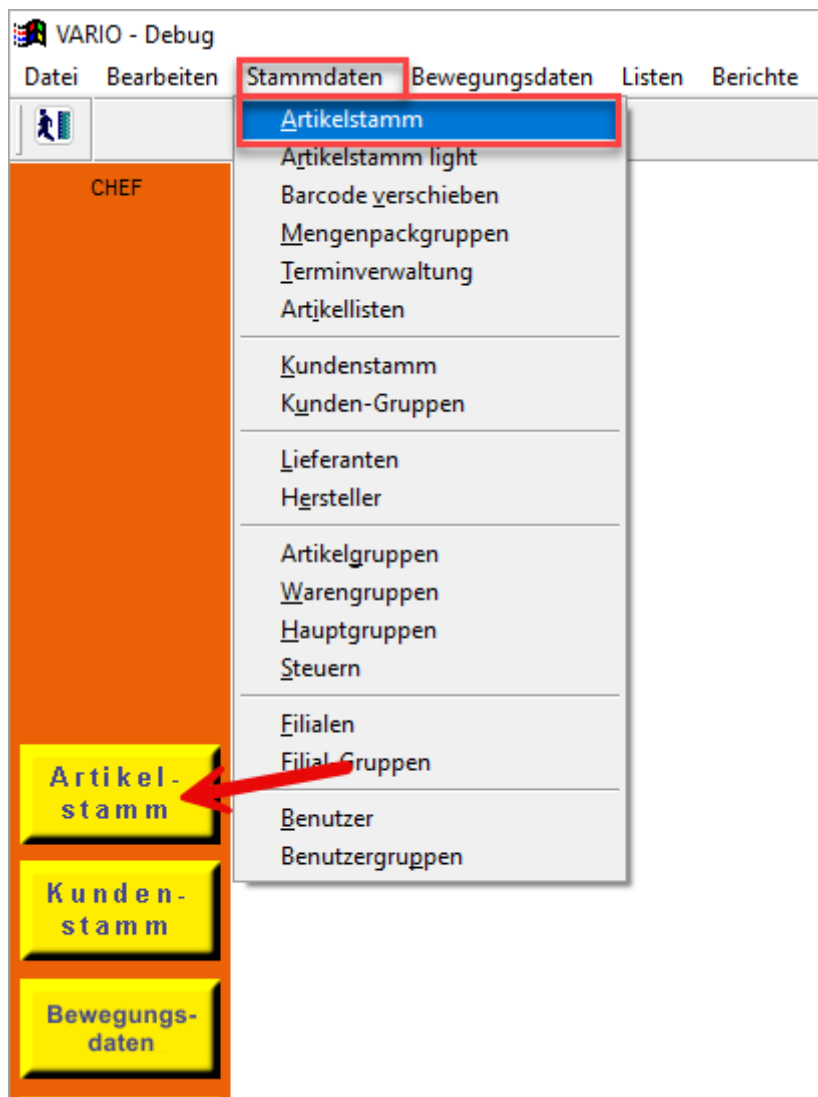 VARIO - Debug
Datei Bearbeiten Stammdaten Bewegungsdaten Listen Berichte
Artikelstamm
Artikelstamm light
Barcode verschieben
Mengenpackgruppen
Terminverwaltung
Artikellisten
Kundenstamm
Kunden-Gruppen
Lieferanten
Hersteller
Artikelgruppen
Warengruppen
Hauptgruppen
Steuern
Filialen
Filial-Gruppen
Benutzer
Benutzergruppen
CHEF
Artikel-
stamm
Kunden-
stamm
Bewegungs-
daten